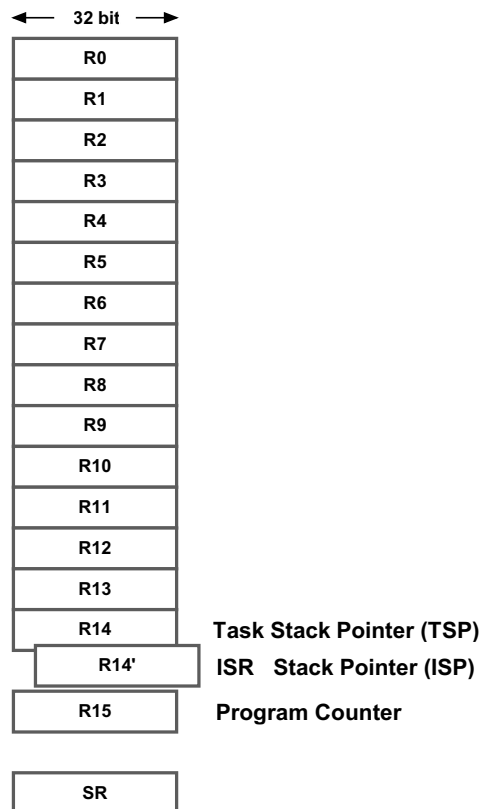 32 bit
R0
R1
R2
R3
R4
R5
R6
R7
R8
R9
R10
R11
R12
R13
R14 Task Stack Pointer (TSP)
R14' ISR Stack Pointer (ISP)
R15 Program Counter
SR